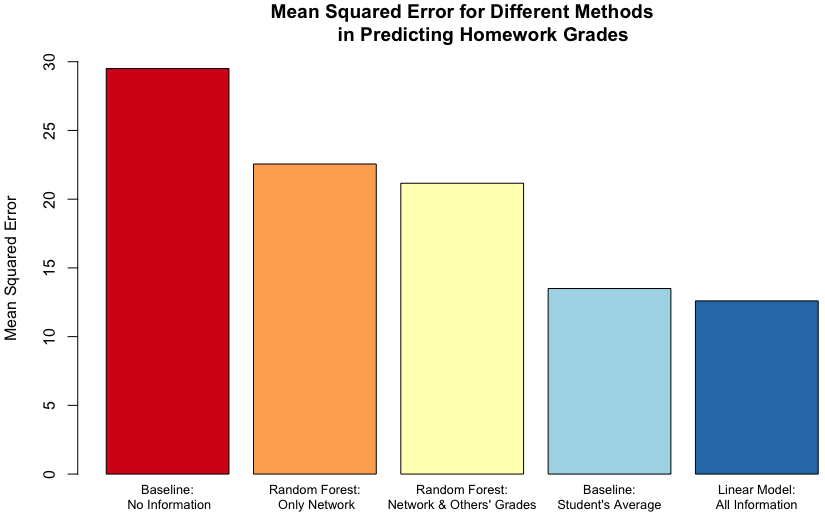 Mean Squared Error for Different Methods
in Predicting Homework Grades
Mean Squared Error
30
25
20
15
10
5
0
Baseline:
No Information
Random Forest:
Only Network
Random Forest:
Network & Others' Grades
Baseline:
Student's Average
Linear Model:
All Information